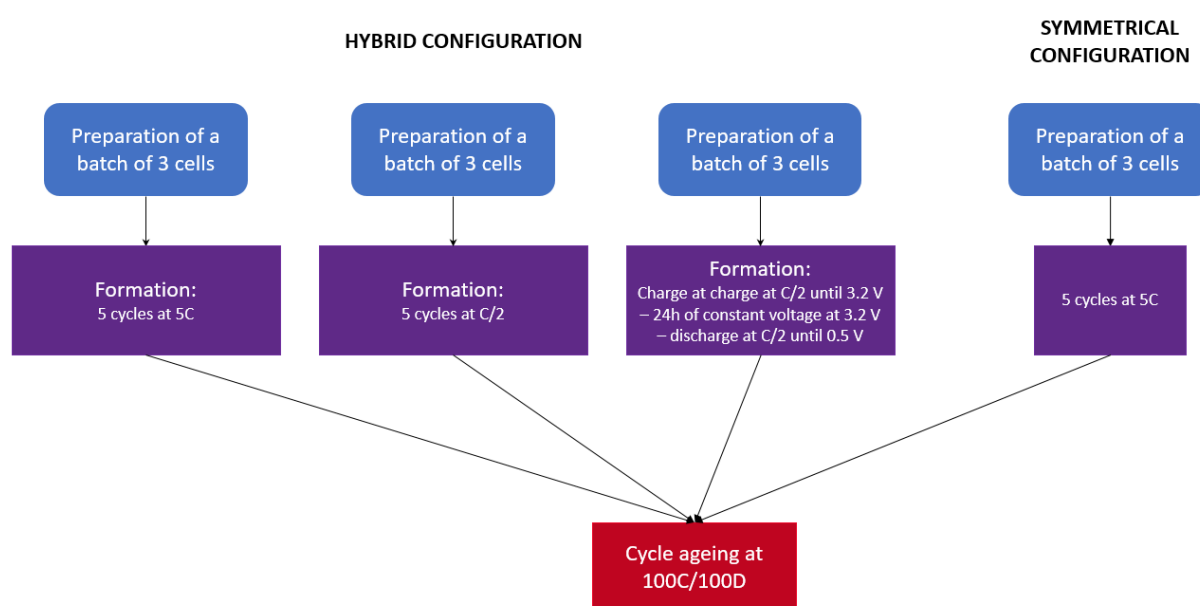 HYBRID CONFIGURATION
SYMMETRICAL
CONFIGURATION
Preparation of a
batch of 3 cells
Preparation of a
batch of 3 cells
Preparation of a
batch of 3 cells
Preparation of a
batch of 3 cells
Formation:
5 cycles at 5C
Formation:
5 cycles at C/2
Formation:
Charge at charge at C/2 until 3.2 V
– 24h of constant voltage at 3.2 V
– discharge at C/2 until 0.5 V
5 cycles at 5C
Cycle ageing at
100C/100D